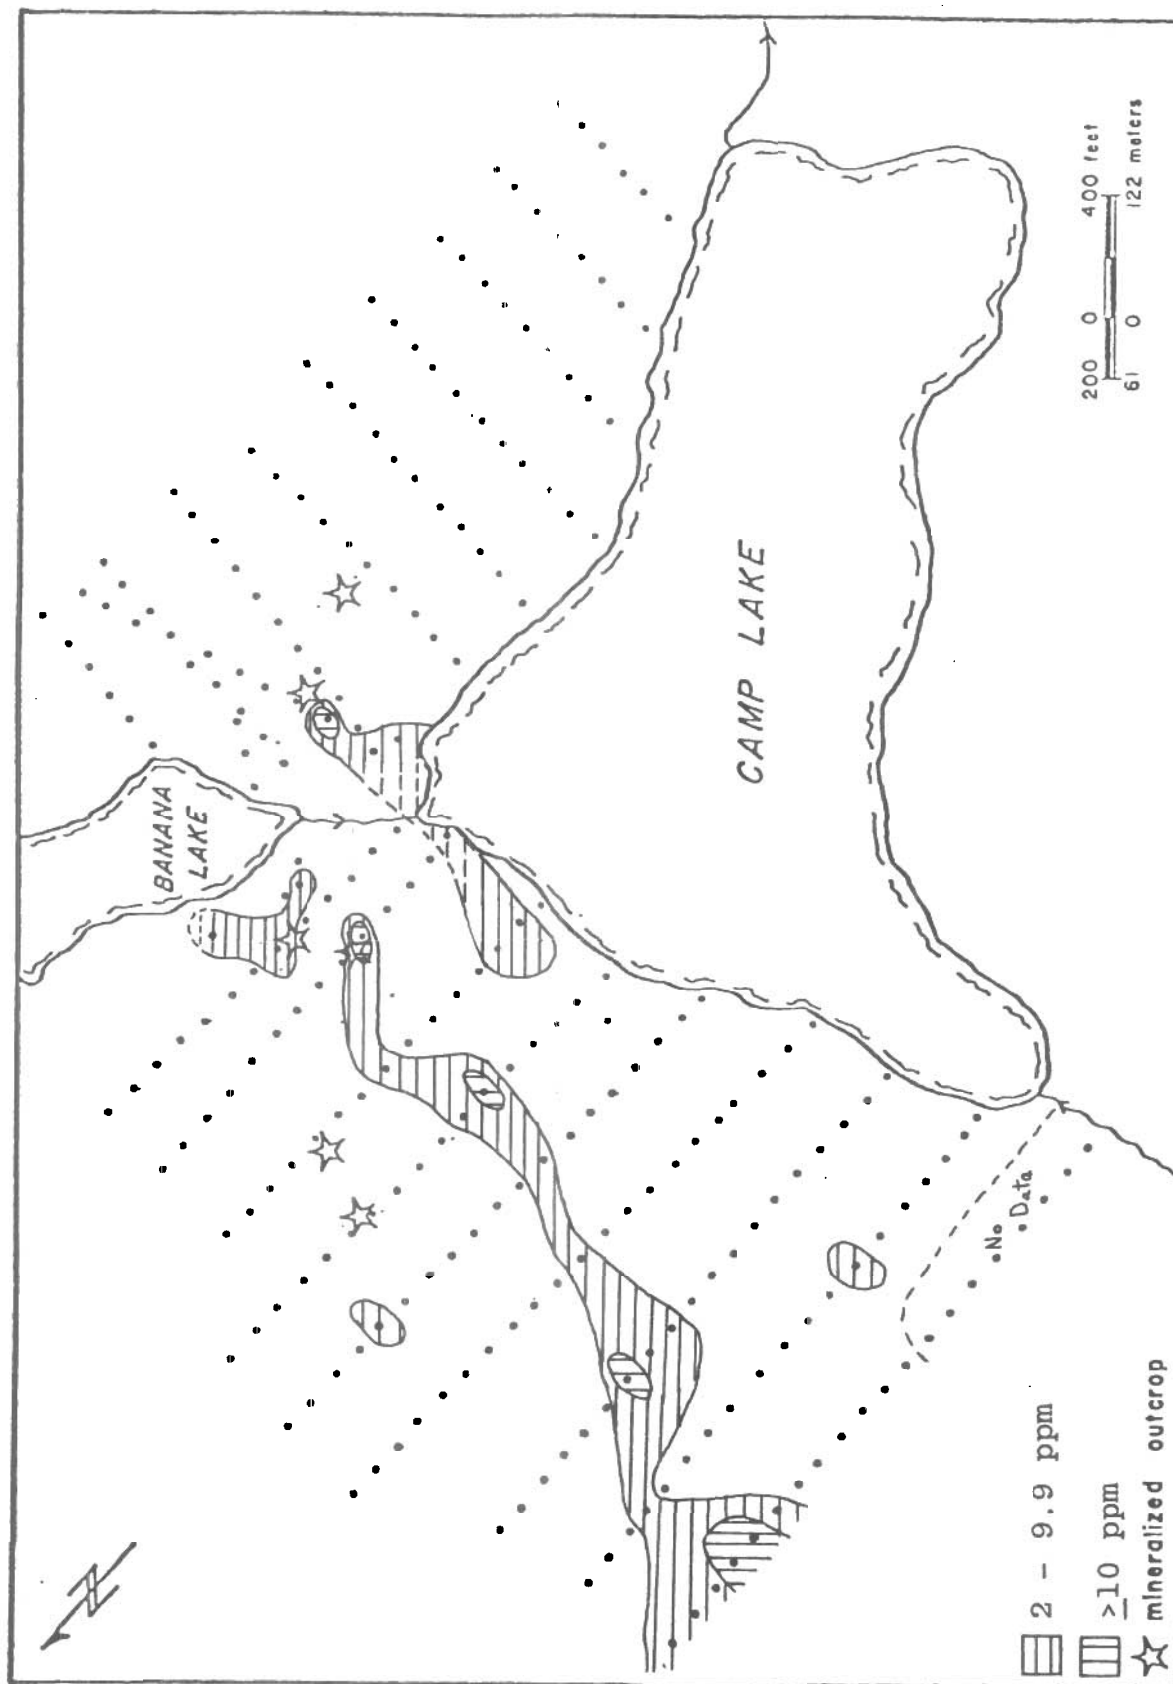 BANANA
LAKE
CAMP LAKE
No Data
200 0 400 feet
61 0 122 meters
2 - 9.9 ppm
≥10 ppm
mineralized outcrop
N